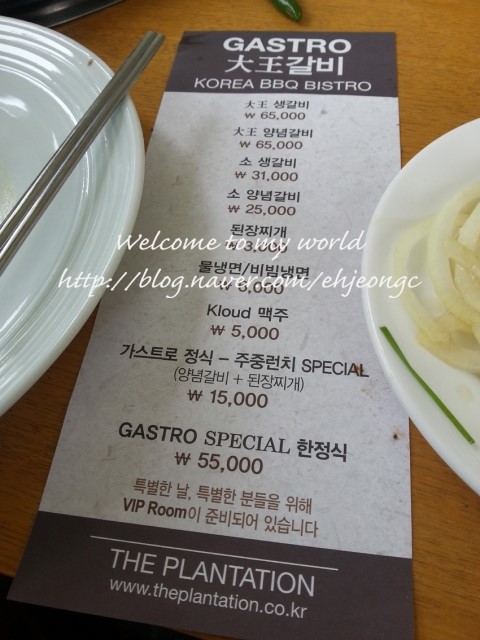 GASTRO
大王갈비
KOREA BBQ BISTRO
大王 생갈비
₩ 65,000
大王 양념갈비
₩ 65,000
소 생갈비
₩ 31,000
소 양념갈비
₩ 25,000
된장찌개
₩ 3,000
Welcome to my world
물냉면/비빔냉면
http://blog.naver.com/ehjeongc
₩ 5,000
Kloud 맥주
₩ 5,000
가스트로 정식 - 주중런치 SPECIAL
(양념갈비 + 된장찌개)
₩ 15,000
GASTRO SPECIAL 한정식
₩ 55,000
특별한 날, 특별한 분들을 위해
VIP Room이 준비되어 있습니다
THE PLANTATION
www.theplantation.co.kr